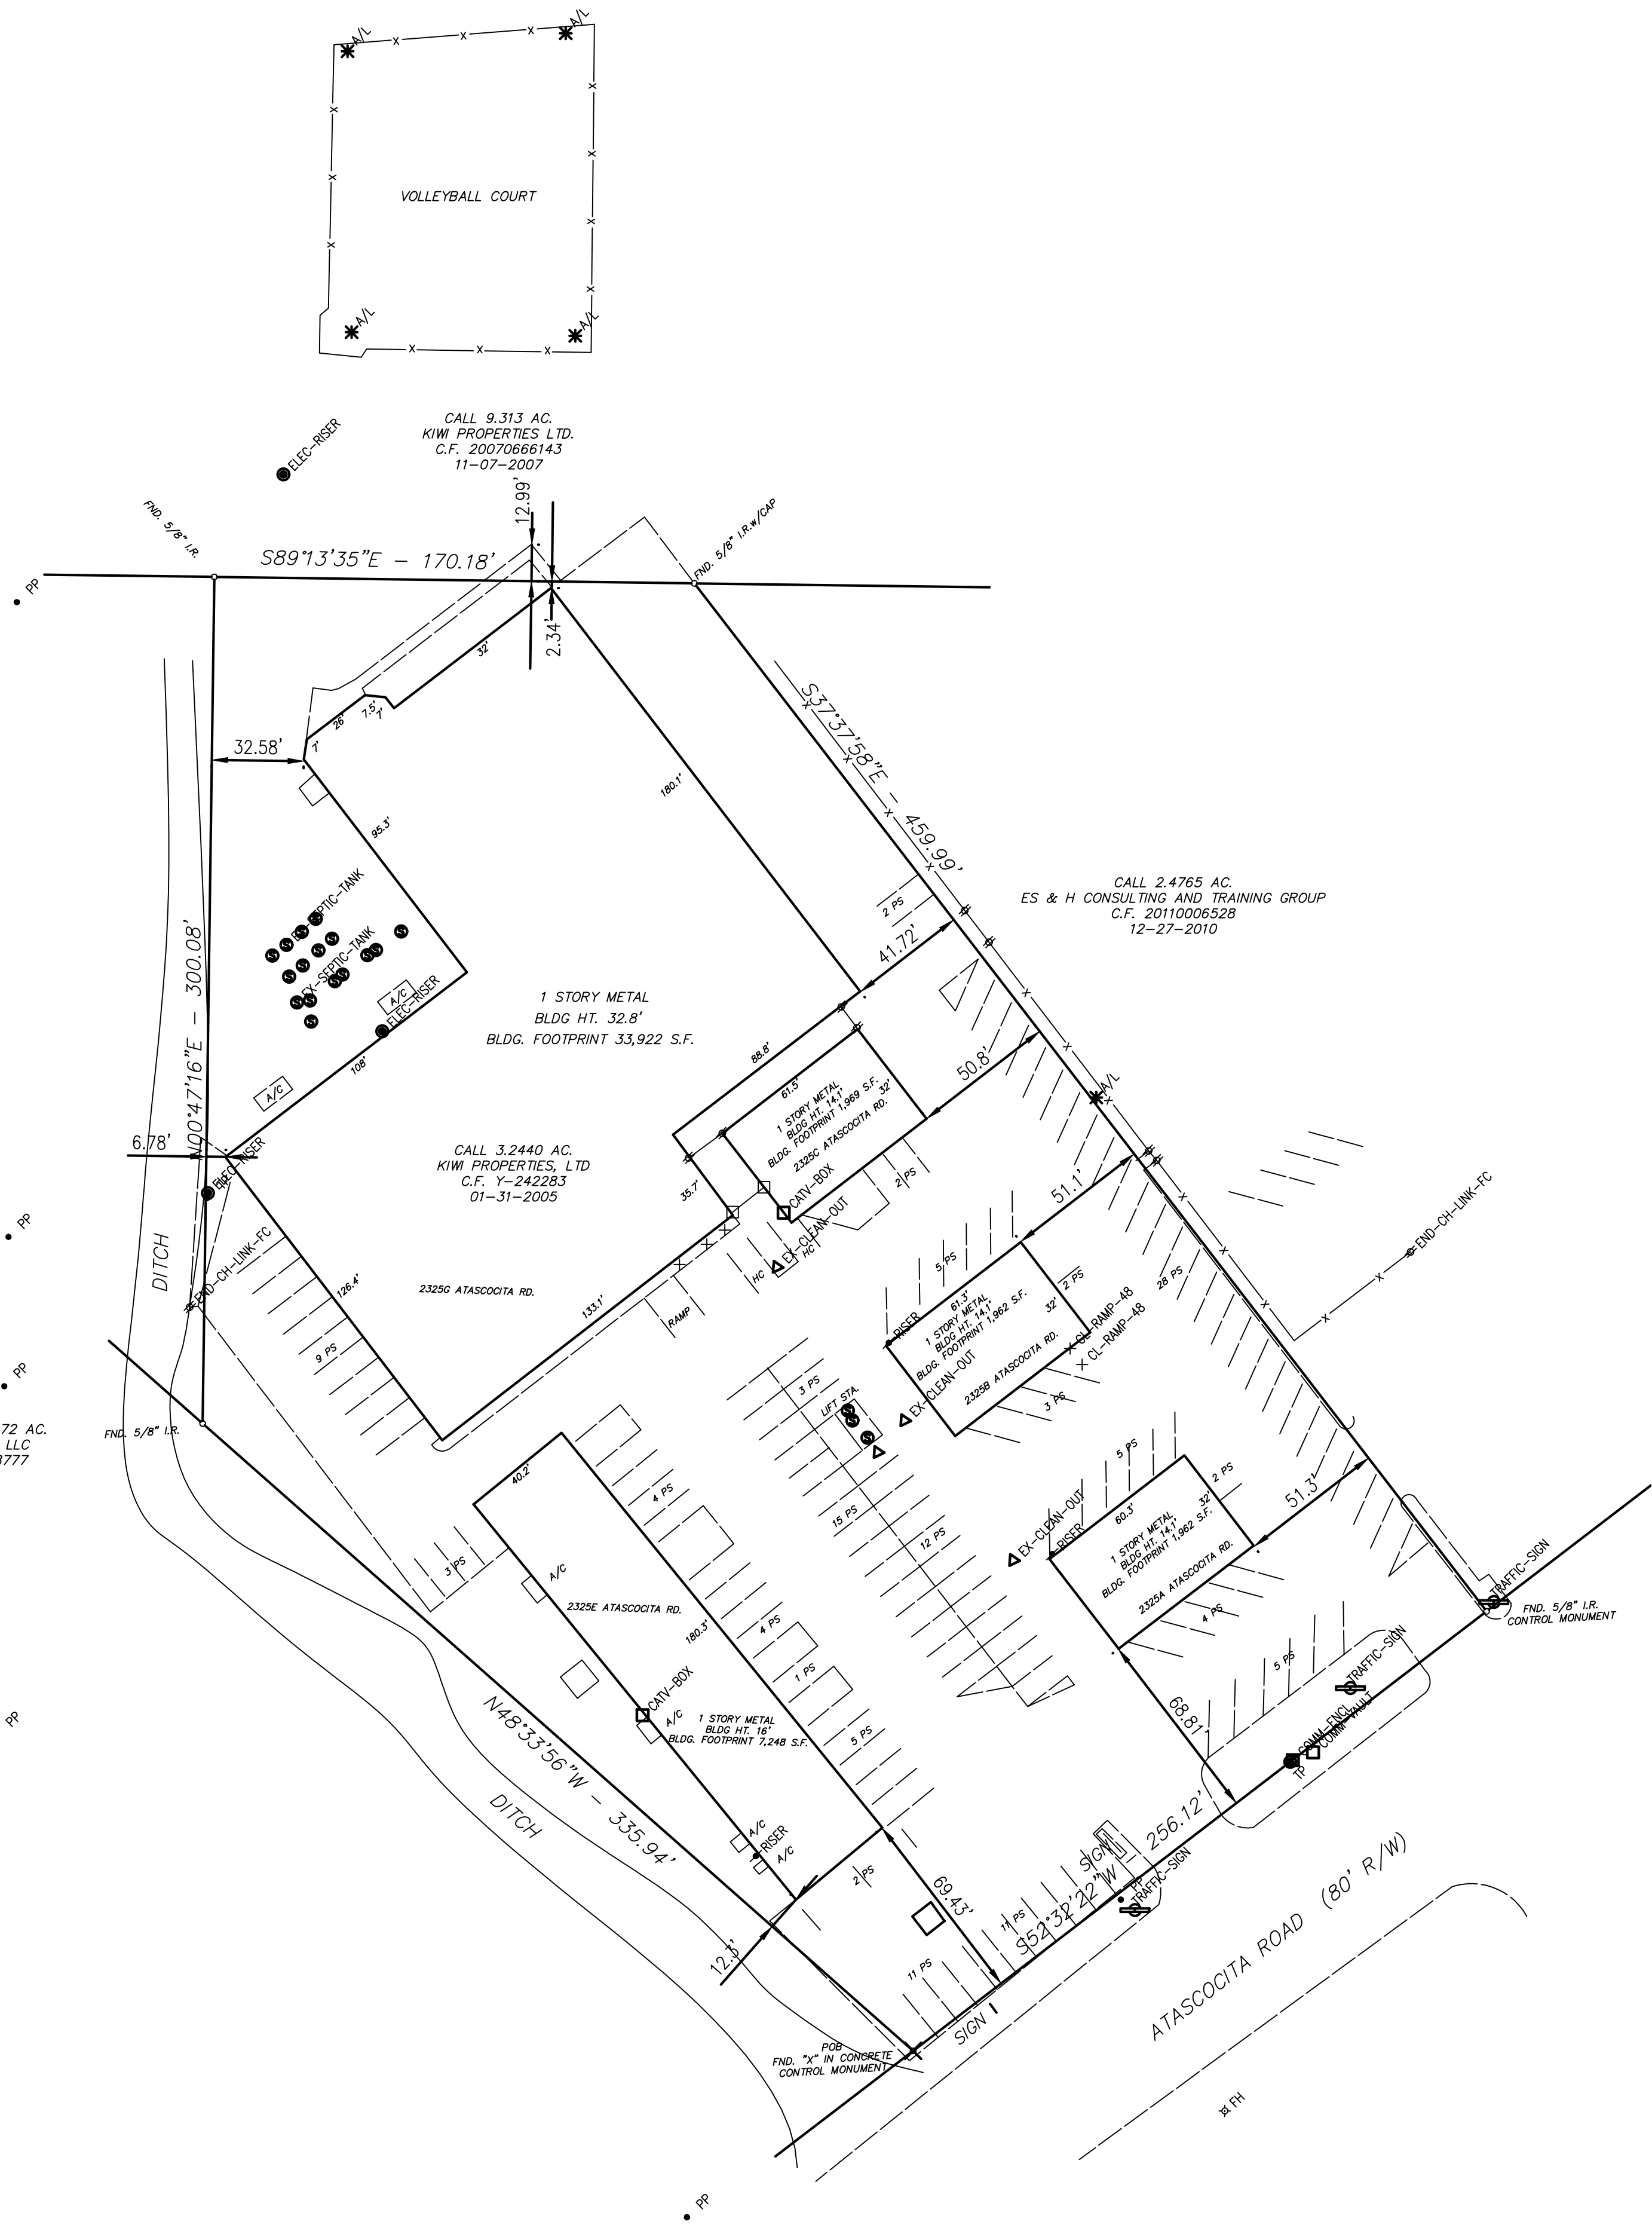 A/L
A/L
VOLLEYBALL COURT
A/L
A/L
CALL 9.313 AC.
KIWI PROPERTIES LTD.
C.F. 20070666143
11-07-2007
ELEC-RISER
FND. 5/8" I.R.
12.99'
FND. 5/8" I.R.w/CAP
S89°13'35"E - 170.18'
PP
2.34'
32'
7.5'
7'
26'
7'
32.58'
S37°37'58"E - 459.99'
180.1'
95.3'
CALL 2.4765 AC.
ES & H CONSULTING AND TRAINING GROUP
C.F. 20110006528
12-27-2010
2 PS
41.72'
EX-SEPTIC-TANK
EX-SEPTIC-TANK
A/C
ELEC-RISER
N00°47'16"E - 300.08'
1 STORY METAL
BLDG HT. 32.8'
BLDG. FOOTPRINT 33,922 S.F.
108'
A/C
88.8'
61.5'
1 STORY METAL
BLDG HT. 14.1'
BLDG. FOOTPRINT 1,969 S.F.
32'
2325C ATASCOCITA RD.
50.8'
A/L
6.78'
ELEC-RISER
CALL 3.2440 AC.
KIWI PROPERTIES, LTD
C.F. Y-242283
01-31-2005
35.7'
CATV-BOX
2 PS
51.1'
EX-CLEAN-OUT
HC
HC
END-CH-LINK-FC
PP
DITCH
END-CH-LINK-FC
126.4'
2325G ATASCOCITA RD.
133.1'
RAMP
5 PS
2 PS
28 PS
9 PS
RISER
61.3'
1 STORY METAL
BLDG HT. 14.1'
BLDG. FOOTPRINT 1,962 S.F.
32'
2325B ATASCOCITA RD.
CL-RAMP-48
CL-RAMP-48
EX-CLEAN-OUT
3 PS
3 PS
LIFT STA.
PP
72 AC.
LLC
3777
FND. 5/8" I.R.
40.2'
4 PS
15 PS
12 PS
5 PS
2 PS
51.3'
EX-CLEAN-OUT
RISER
60.3'
1 STORY METAL
BLDG HT. 14.1'
BLDG. FOOTPRINT 1,962 S.F.
32'
2325A ATASCOCITA RD.
4 PS
TRAFFIC-SIGN
FND. 5/8" I.R.
CONTROL MONUMENT
3 PS
A/C
2325E ATASCOCITA RD.
180.3'
4 PS
1 PS
5 PS
5 PS
TRAFFIC-SIGN
68.81'
COMM-ENCL
COMM-VAULT
TP
PP
CATV-BOX
A/C
1 STORY METAL
BLDG HT. 16'
BLDG. FOOTPRINT 7,248 S.F.
N48°33'56"W - 335.94'
DITCH
A/C
RISER
A/C
2 PS
69.43'
12.3'
SIGN
S52°32'22"W - 256.12'
PP
TRAFFIC-SIGN
11 PS
11 PS
SIGN
ATASCOCITA ROAD (80' R/W)
POB
FND. "X" IN CONCRETE
CONTROL MONUMENT
FH
PP